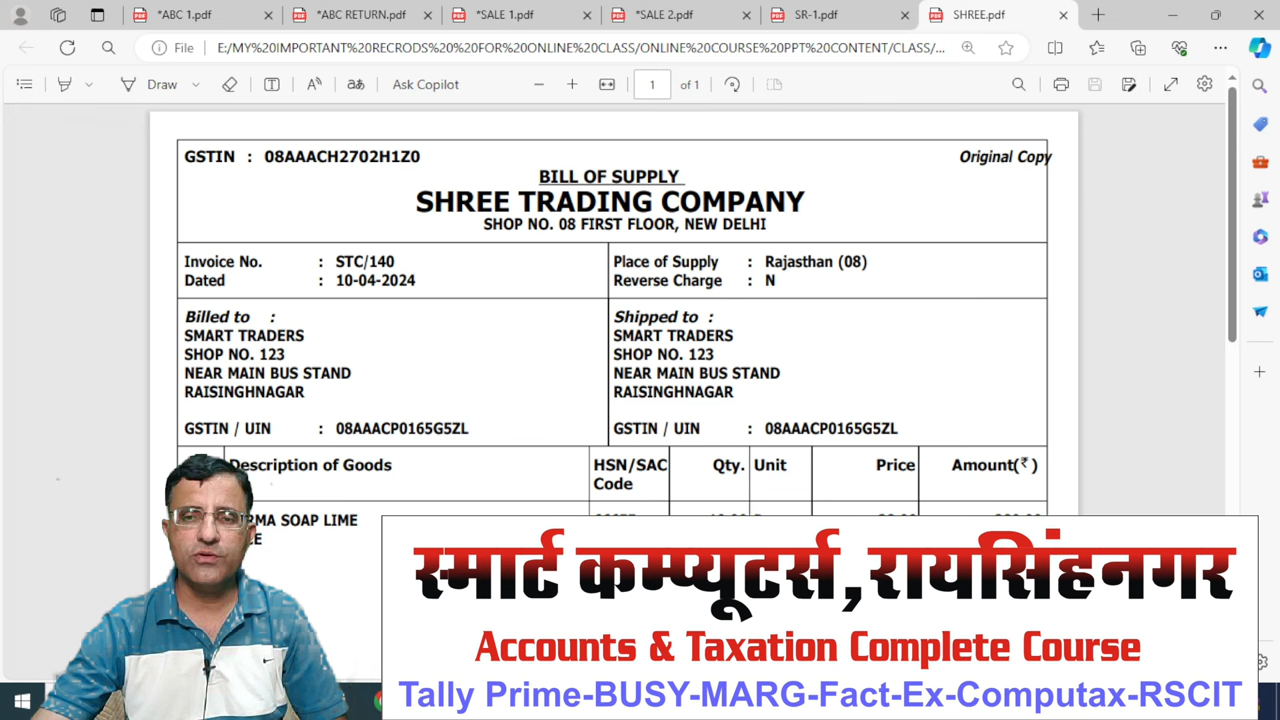 *ABC 1.pdf
*ABC RETURN.pdf
*SALE 1.pdf
*SALE 2.pdf
SR-1.pdf
SHREE.pdf
File
E:/MY%20IMPORTANT%20RECRODS%20%20FOR%20ONLINE%20CLASS/ONLINE%20COURSE%20PPT%20CONTENT/CLASS/...
Draw
aあ
Ask Copilot
1
of 1
GSTIN : 08AAACH2702H1Z0
Original Copy
BILL OF SUPPLY
SHREE TRADING COMPANY
SHOP NO. 08 FIRST FLOOR, NEW DELHI
Invoice No. : STC/140
Dated : 10-04-2024
Place of Supply : Rajasthan (08)
Reverse Charge : N
Billed to :
SMART TRADERS
SHOP NO. 123
NEAR MAIN BUS STAND
RAISINGHNAGAR
GSTIN / UIN : 08AAACP0165G5ZL
Shipped to :
SMART TRADERS
SHOP NO. 123
NEAR MAIN BUS STAND
RAISINGHNAGAR
GSTIN / UIN : 08AAACP0165G5ZL
Description of Goods
HSN/SAC
Code
Qty.
Unit
Price
Amount(₹)
SOAP LIME
स्मार्ट कम्प्यूटर्स,रायसिंहनगर
Accounts & Taxation Complete Course
Tally Prime-BUSY-MARG-Fact-Ex-Computax-RSCIT